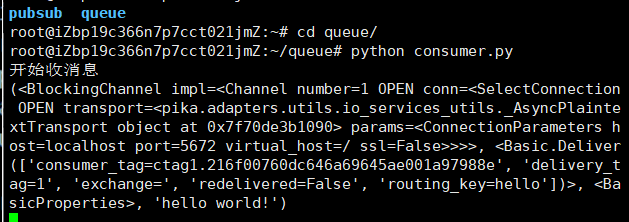 pubsub  queue
root@iZbp19c366n7p7cct021jmZ:~# cd queue/
root@iZbp19c366n7p7cct021jmZ:~/queue# python consumer.py
开始收消息
(<BlockingChannel impl=<Channel number=1 OPEN conn=<SelectConnection
 OPEN transport=<pika.adapters.utils.io_services_utils._AsyncPlainte
xtTransport object at 0x7f70de3b1090> params=<ConnectionParameters h
ost=localhost port=5672 virtual_host=/ ssl=False>>>>, <Basic.Deliver
(['consumer_tag=ctag1.216f00760dc646a69645ae001a97988e', 'delivery_t
ag=1', 'exchange=', 'redelivered=False', 'routing_key=hello'])>, <Ba
sicProperties>, 'hello world!')